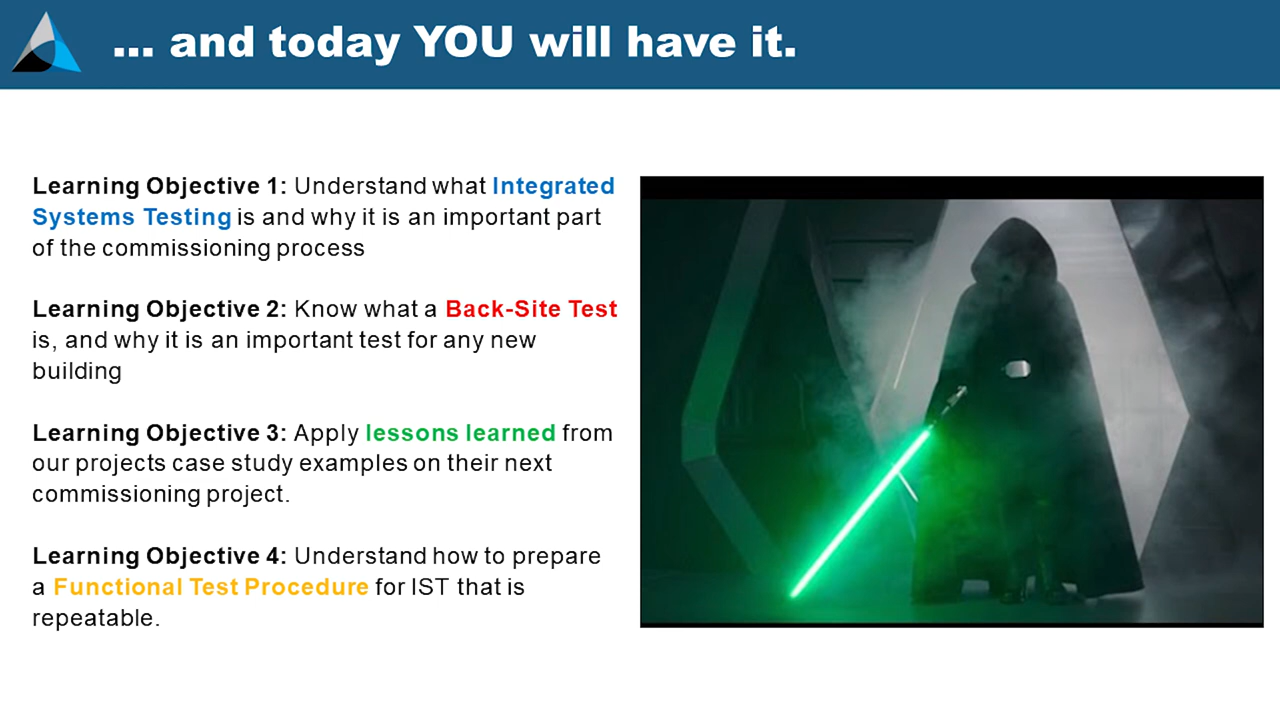 ... and today YOU will have it.
Learning Objective 1: Understand what Integrated
Systems Testing is and why it is an important part
of the commissioning process
Learning Objective 2: Know what a Back-Site Test
is, and why it is an important test for any new
building
Learning Objective 3: Apply lessons learned from
our projects case study examples on their next
commissioning project.
Learning Objective 4: Understand how to prepare
a Functional Test Procedure for IST that is
repeatable.